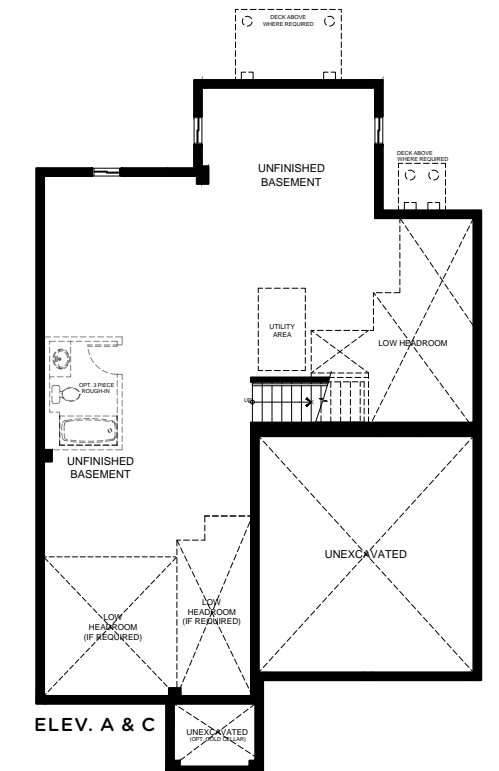 DECK ABOVE
WHERE REQUIRED
DECK ABOVE
WHERE REQUIRED
UNFINISHED
BASEMENT
UTILITY
AREA
LOW HEADROOM
OPT. 3 PIECE
ROUGH-IN
UP
UNFINISHED
BASEMENT
UNEXCAVATED
LOW
HEADROOM
(IF REQUIRED)
LOW
HEADROOM
(IF REQUIRED)
ELEV. A & C
UNEXCAVATED
(OPT. COLD CELLAR)